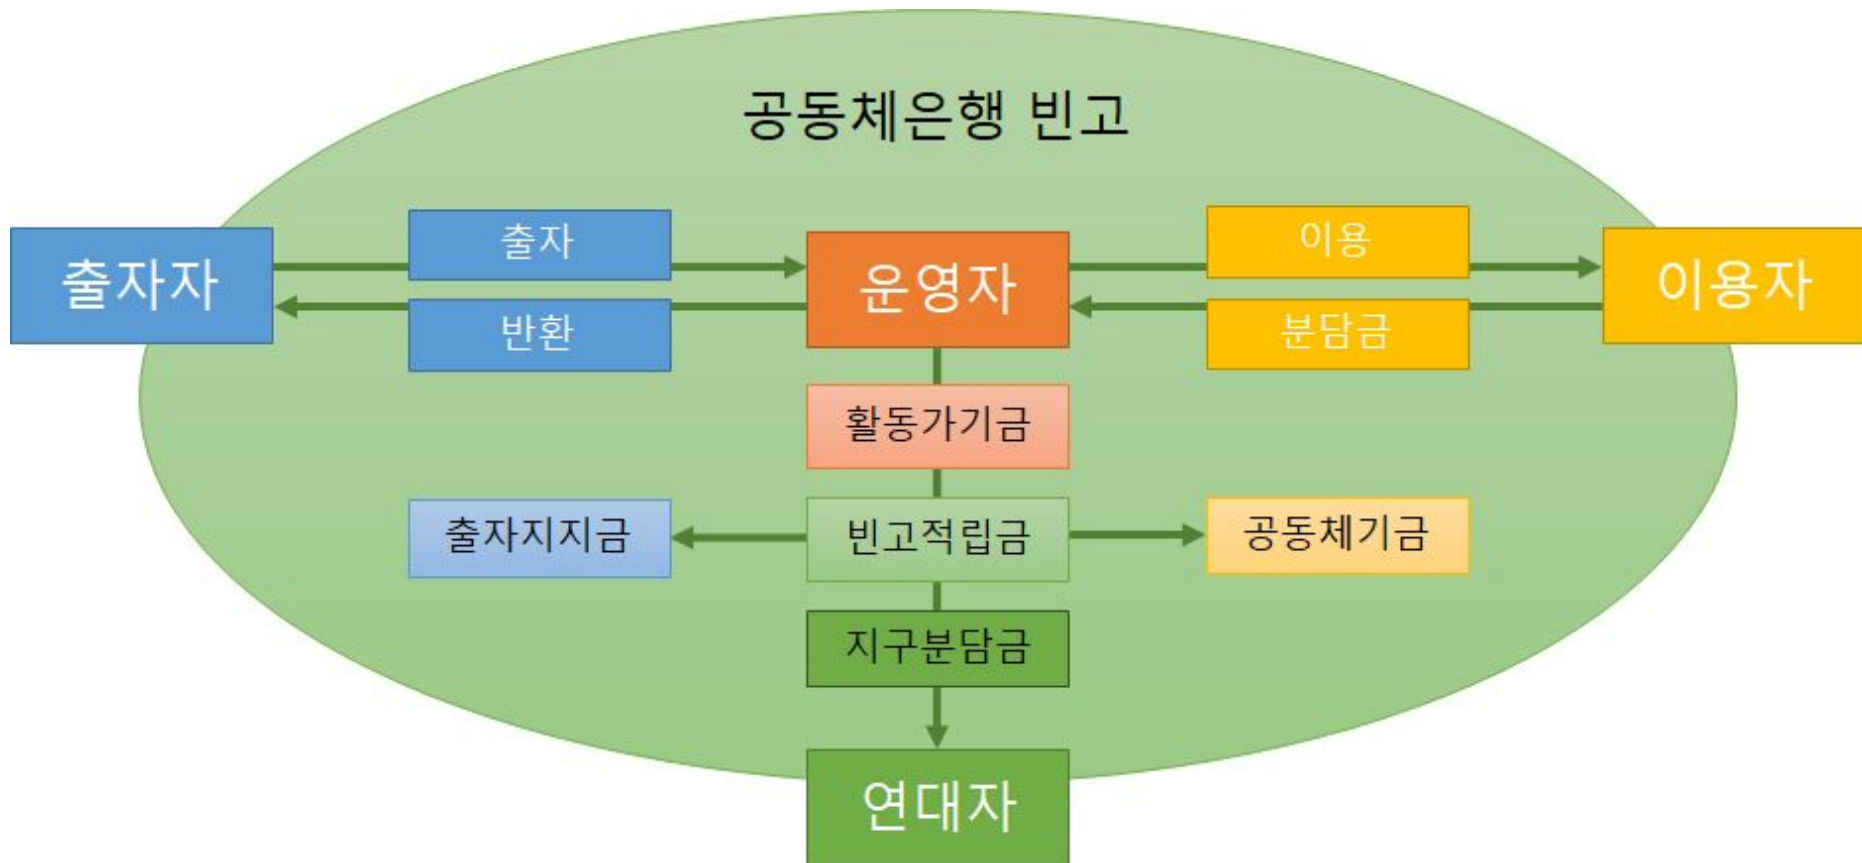 공동체은행 빈고
출자
이용
출자자
운영자
이용자
반환
분담금
활동가기금
출자지지금
빈고적립금
공동체기금
지구분담금
연대자